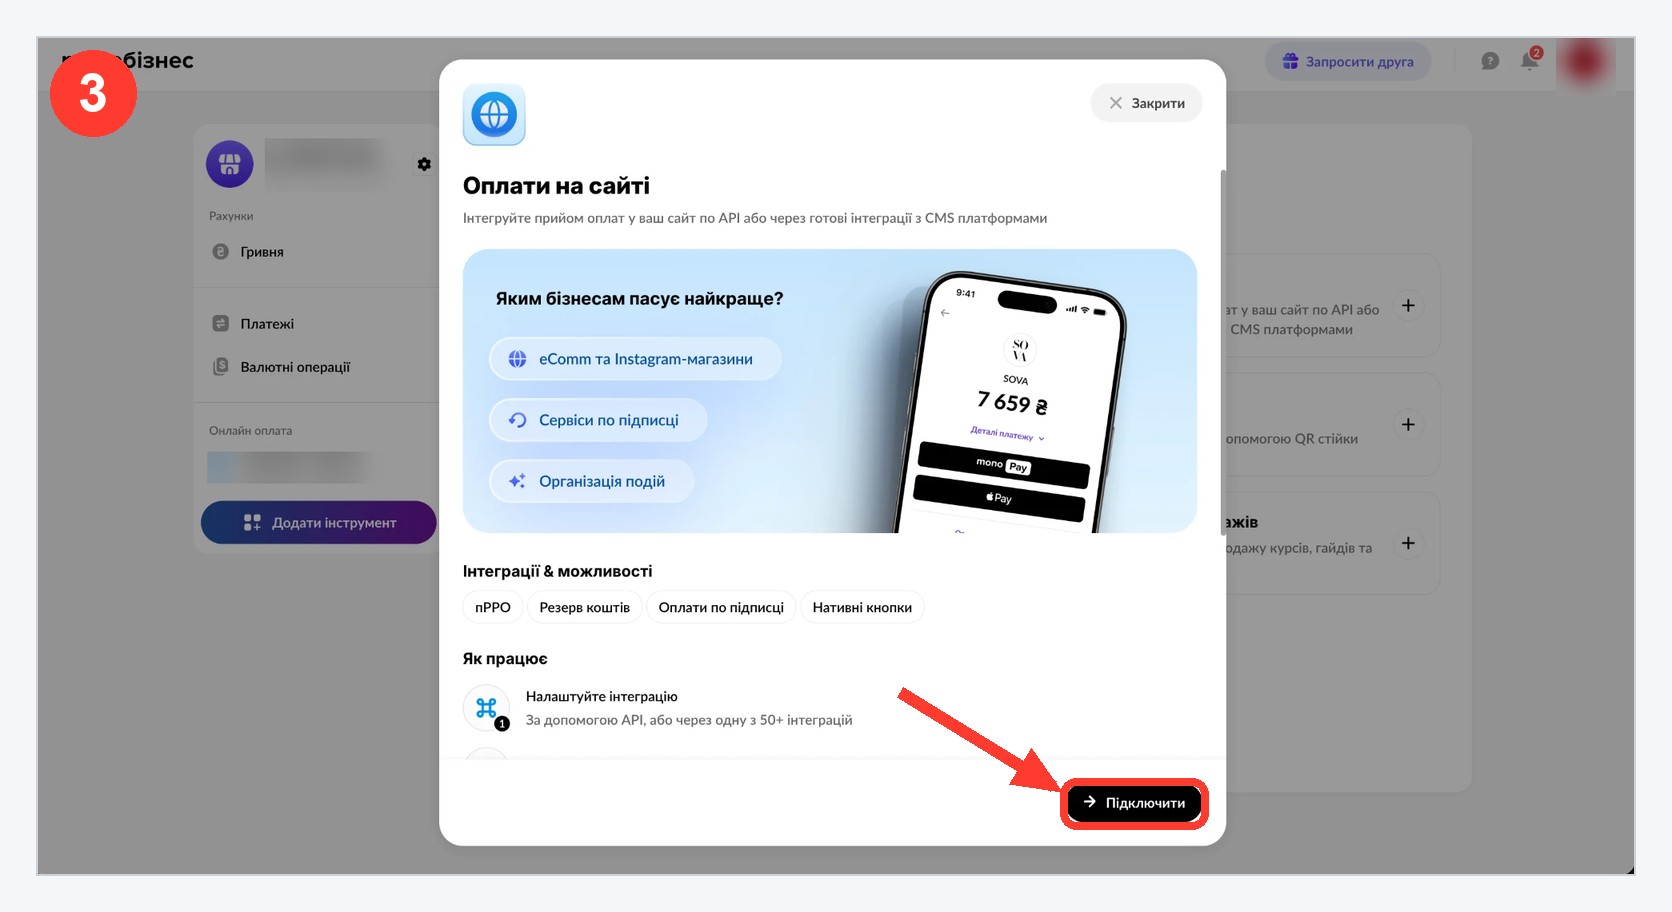 3
бізнес
Запросити друга
?
2
Рахунки
Гривня
Платежі
Валютні операції
Онлайн оплата
Додати інструмент
Закрити
Оплати на сайті
Інтегруйте прийом оплат у ваш сайт по API або через готові інтеграції з CMS платформами
Яким бізнесам пасує найкраще?
eComm та Instagram-магазини
Сервіси по підписці
Організація подій
9:41
SO
VA
SOVA
7 659 ₴
Деталі платежу
mono Pay
Pay
Інтеграції & можливості
пРРО
Резерв коштів
Оплати по підписці
Нативні кнопки
Як працює
1
Налаштуйте інтеграцію
За допомогою API, або через одну з 50+ інтеграцій
Підключити
у ваш сайт по API або
CMS платформами
QR стійки
курсів, гайдів та